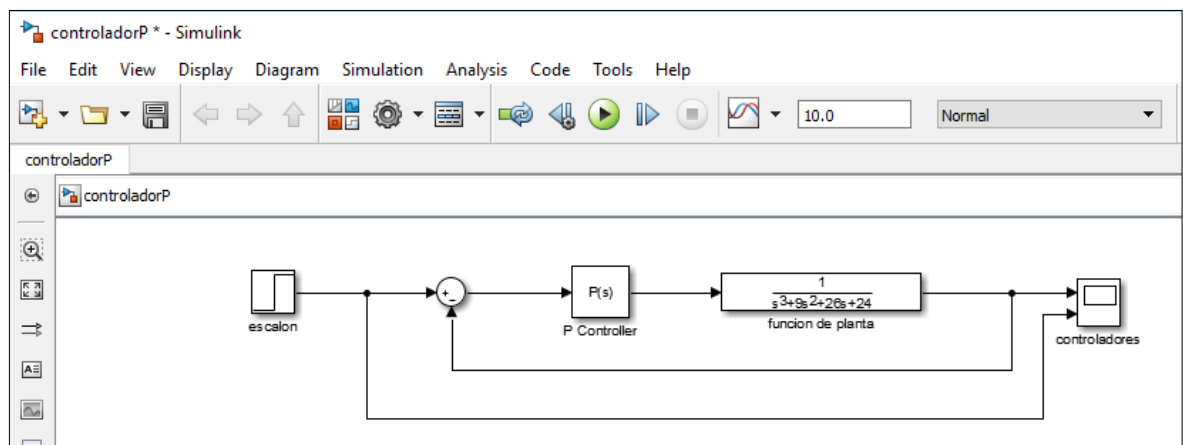 controladorP * - Simulink
File Edit View Display Diagram Simulation Analysis Code Tools Help
10.0 Normal
controladorP
controladorP
escalon
+
-
P(s)
P Controller
1
s3+9s2+26s+24
funcion de planta
controladores